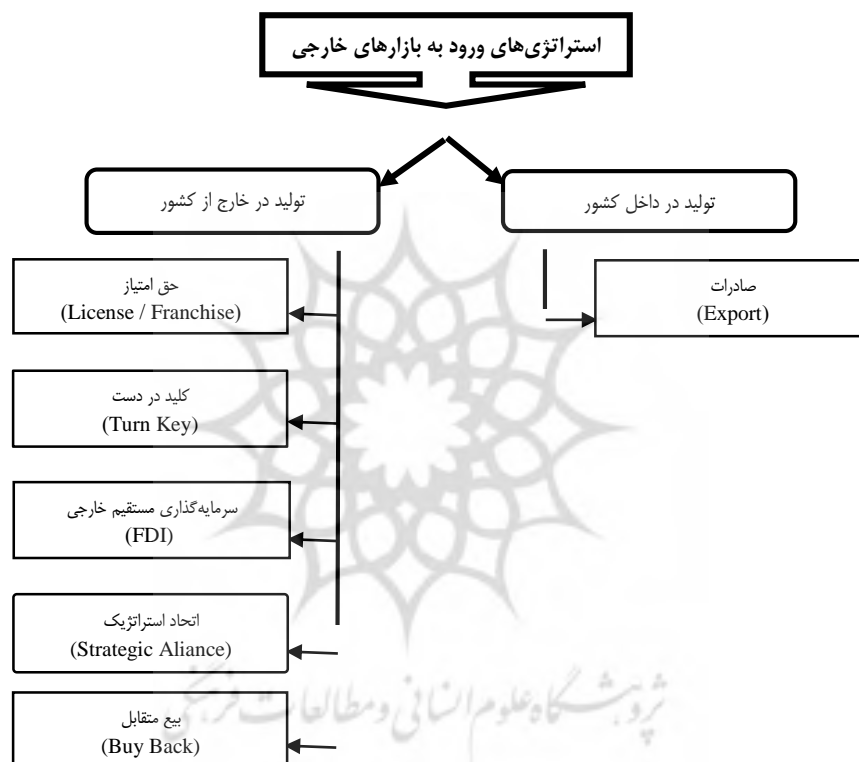 استراتژی‌های ورود به بازارهای خارجی
تولید در داخل کشور
تولید در خارج از کشور
صادرات
(Export)
حق امتیاز
(License / Franchise)
کلید در دست
(Turn Key)
سرمایه‌گذاری مستقیم خارجی
(FDI)
اتحاد استراتژیک
(Strategic Aliance)
بیع متقابل
(Buy Back)
پژوهشگاه علوم انسانی و مطالعات فرهنگی